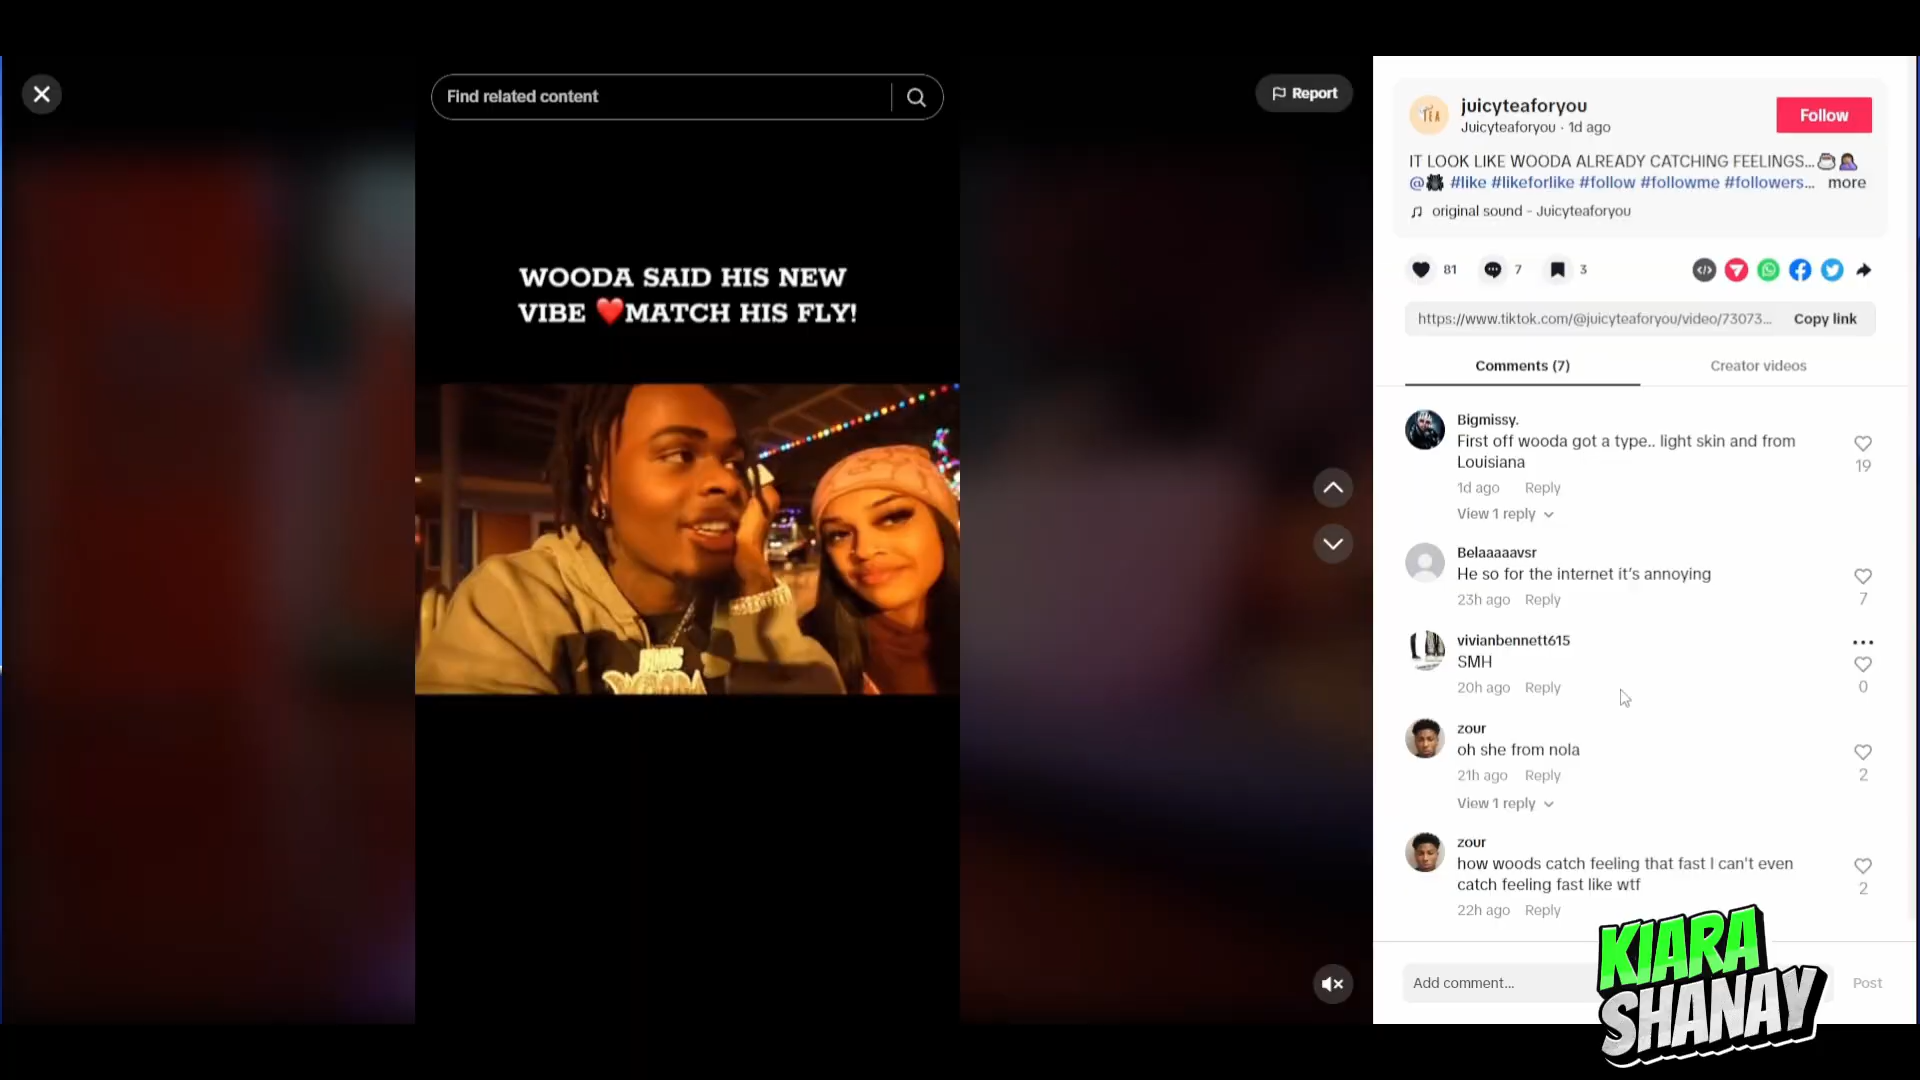 Find related content
Report
WOODA SAID HIS NEW
VIBE ❤️MATCH HIS FLY!
TEA
juicyteaforyou
Juicyteaforyou · 1d ago
Follow
IT LOOK LIKE WOODA ALREADY CATCHING FEELINGS...☕🤦🏽‍♀️
@🕷 #like #likeforlike #follow #followme #followers... more
original sound - Juicyteaforyou
81
7
3
https://www.tiktok.com/@juicyteaforyou/video/73073...
Copy link
Comments (7)
Creator videos
Bigmissy.
First off wooda got a type.. light skin and from
Louisiana
19
1d ago Reply
View 1 reply
Belaaaaavsr
He so for the internet it's annoying
23h ago Reply
7
vivianbennett615
SMH
20h ago Reply
0
zour
oh she from nola
21h ago Reply
2
View 1 reply
zour
how woods catch feeling that fast I can't even
catch feeling fast like wtf
22h ago Reply
2
Add comment...
Post
KIARA
SHANAY